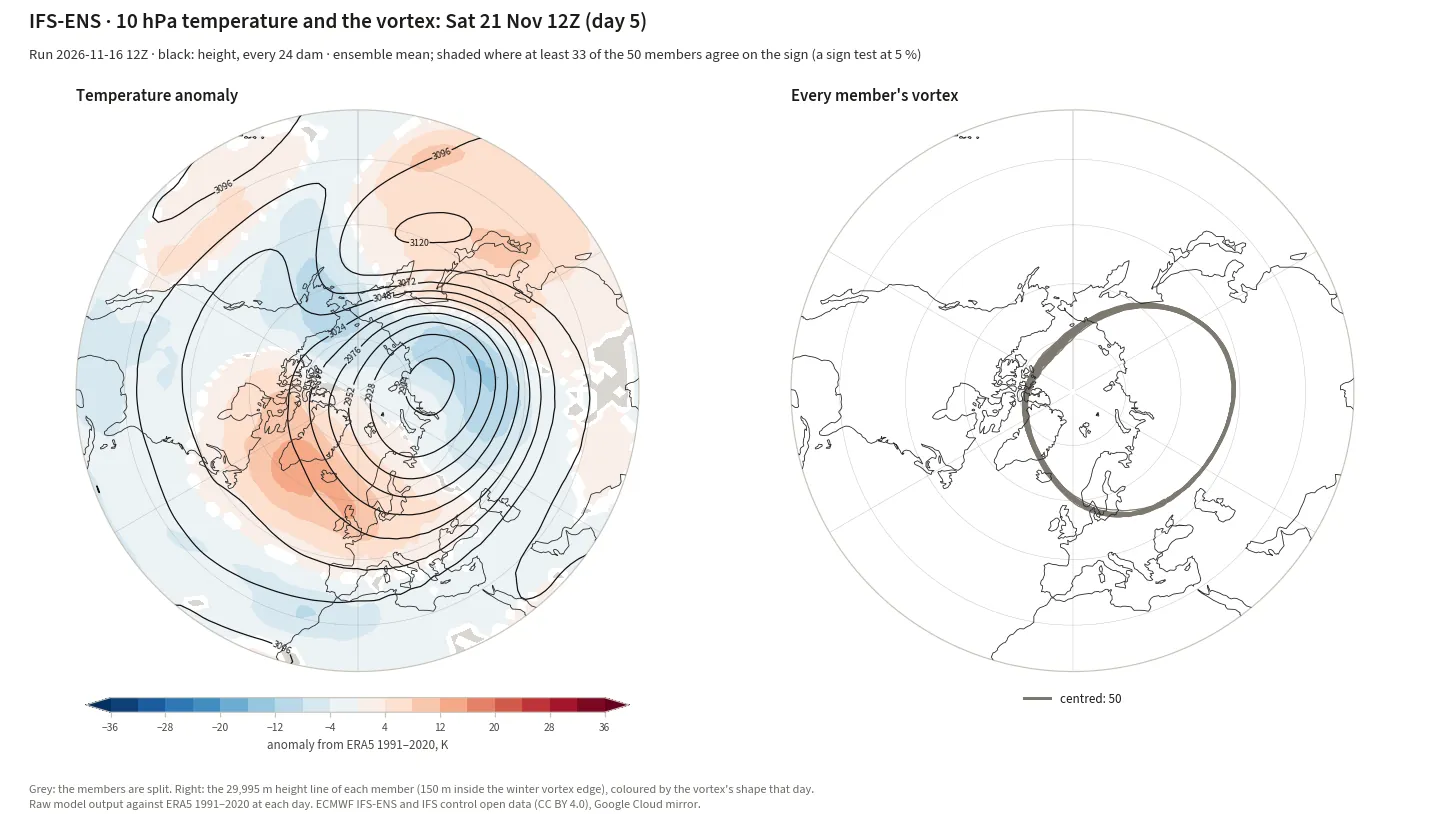 IFS-ENS · 10 hPa temperature and the vortex: Sat 21 Nov 12Z (day 5)
Run 2026-11-16 12Z · black: height, every 24 dam · ensemble mean; shaded where at least 33 of the 50 members agree on the sign (a sign test at 5 %)
Temperature anomaly
Every member's vortex
3096
3096
3120
3072
3048
3024
2976
2952
2928
3096
centred: 50
−36
−28
−20
−12
−4
4
12
20
28
36
anomaly from ERA5 1991–2020, K
Grey: the members are split. Right: the 29,995 m height line of each member (150 m inside the winter vortex edge), coloured by the vortex's shape that day.
Raw model output against ERA5 1991–2020 at each day. ECMWF IFS-ENS and IFS control open data (CC BY 4.0), Google Cloud mirror.